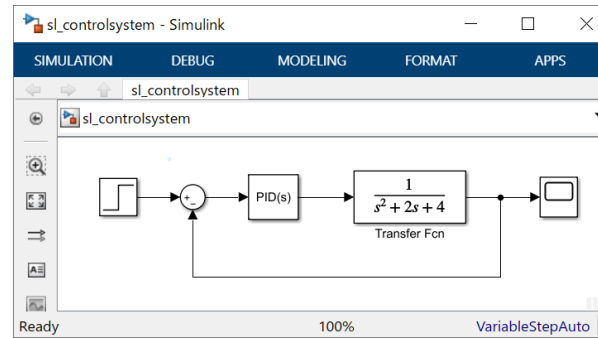 sl_controlsystem - Simulink
SIMULATION DEBUG MODELING FORMAT APPS
sl_controlsystem
sl_controlsystem
+
−
PID(s)
1
s² + 2s + 4
Transfer Fcn
Ready 100% VariableStepAuto